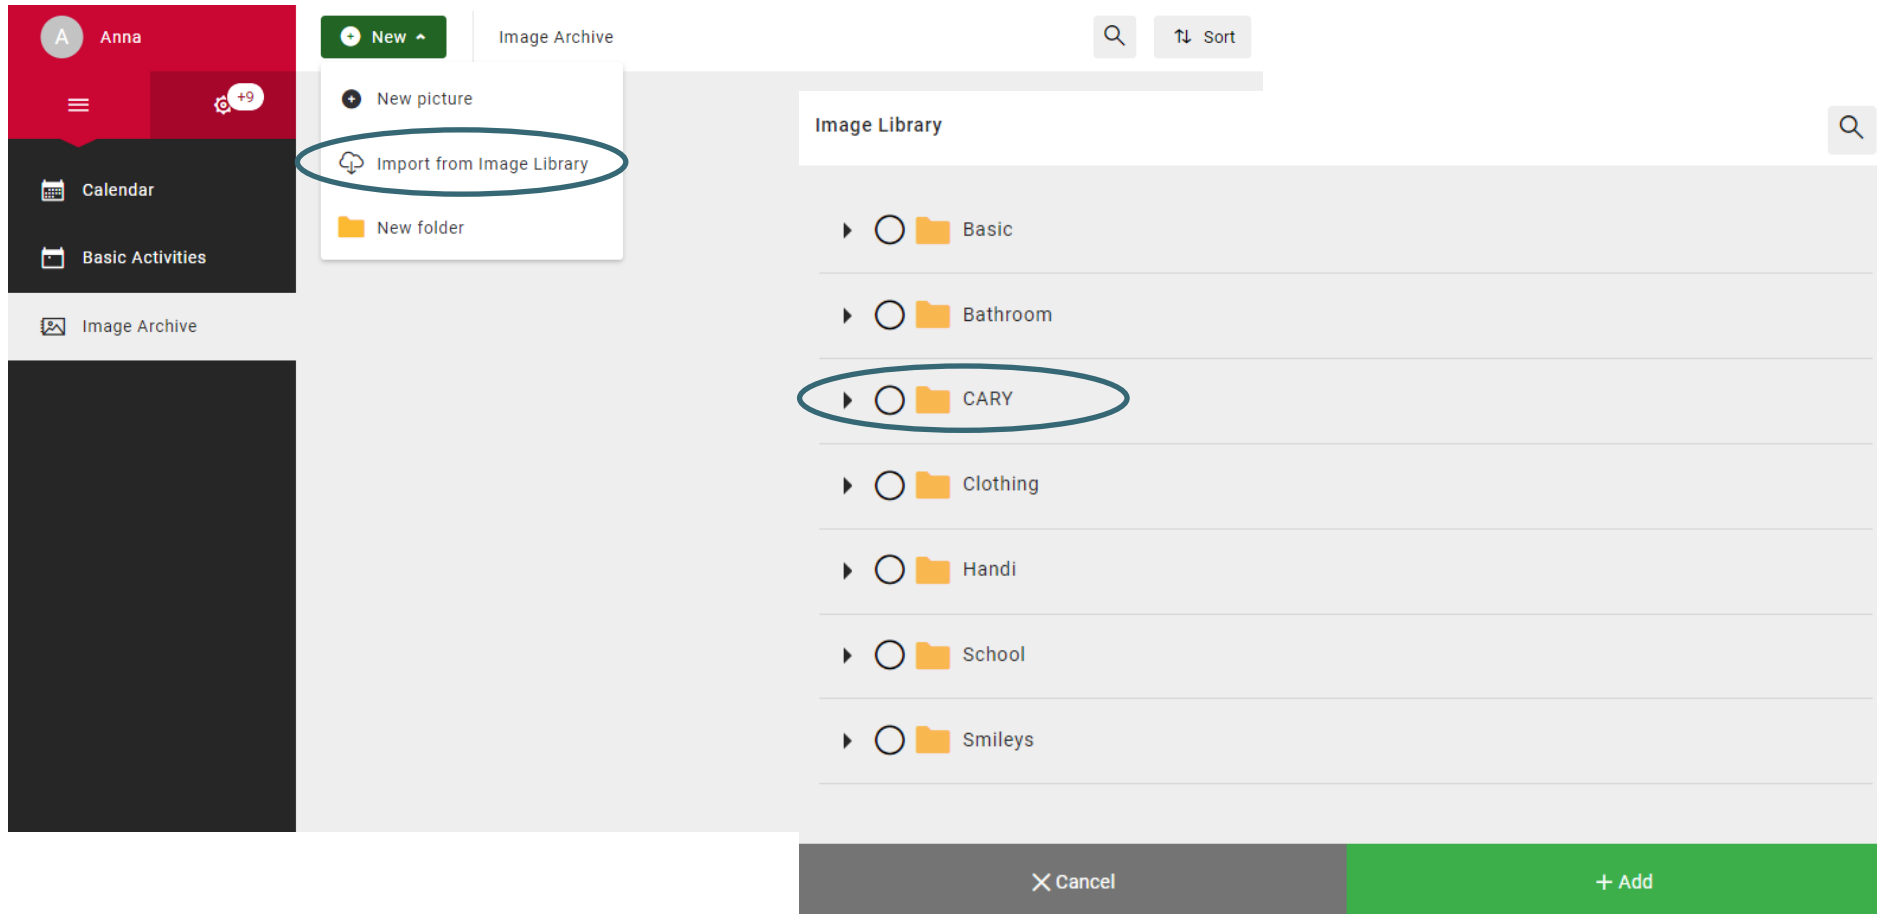 A Anna
+9
Calendar
Basic Activities
Image Archive
New
Image Archive
Sort
New picture
Import from Image Library
New folder
Image Library
Basic
Bathroom
CARY
Clothing
Handi
School
Smileys
Cancel
+ Add